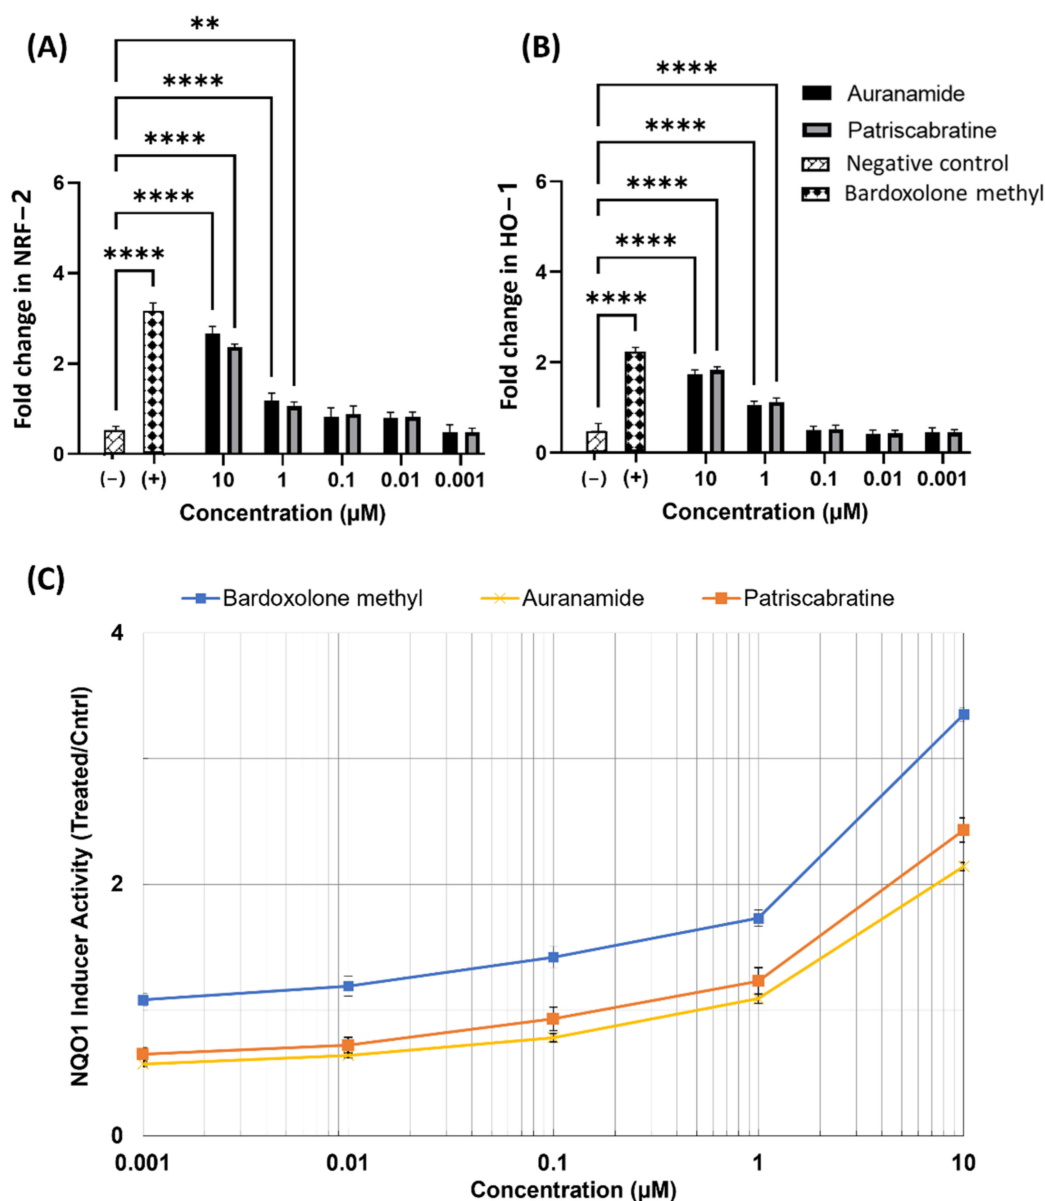 (A)
**
****
****
****
****
Fold change in NRF−2
6
4
2
0
(−) (+) 10 1 0.1 0.01 0.001
Concentration (μM)
(B)
****
****
****
****
****
Auranamide
Patriscabratine
Negative control
Bardoxolone methyl
Fold change in HO−1
6
4
2
0
(−) (+) 10 1 0.1 0.01 0.001
Concentration (μM)
(C)
Bardoxolone methyl Auranamide Patriscabratine
NQO1 Inducer Activity (Treated/Cntrl)
4
2
0
0.001 0.01 0.1 1 10
Concentration (μM)